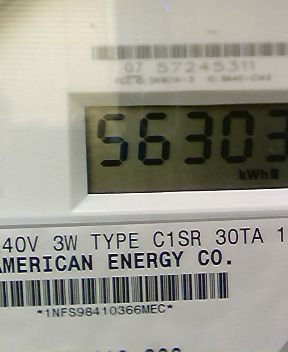 07 57245311
56303
kWh
40V 3W TYPE C1SR 30TA 1
AMERICAN ENERGY CO.
*1NFS98410366MEC*